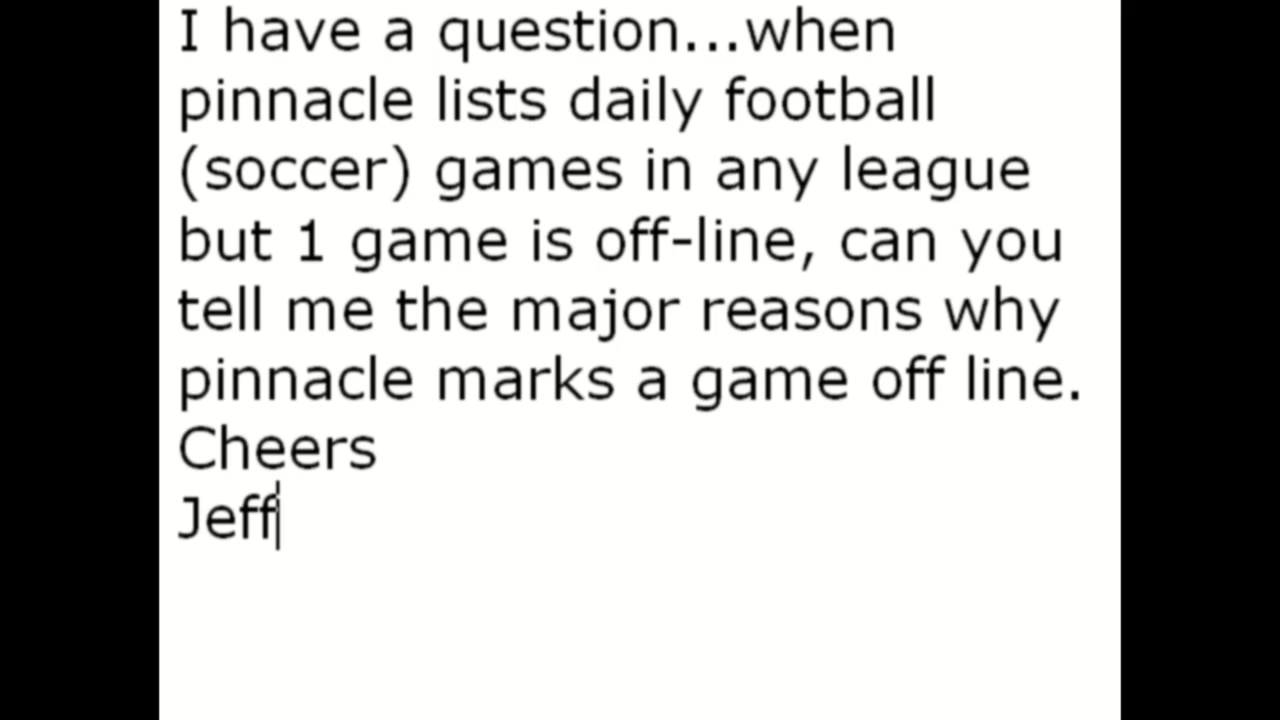 I have a question...when
pinnacle lists daily football
(soccer) games in any league
but 1 game is off-line, can you
tell me the major reasons why
pinnacle marks a game off line.
Cheers
Jeff